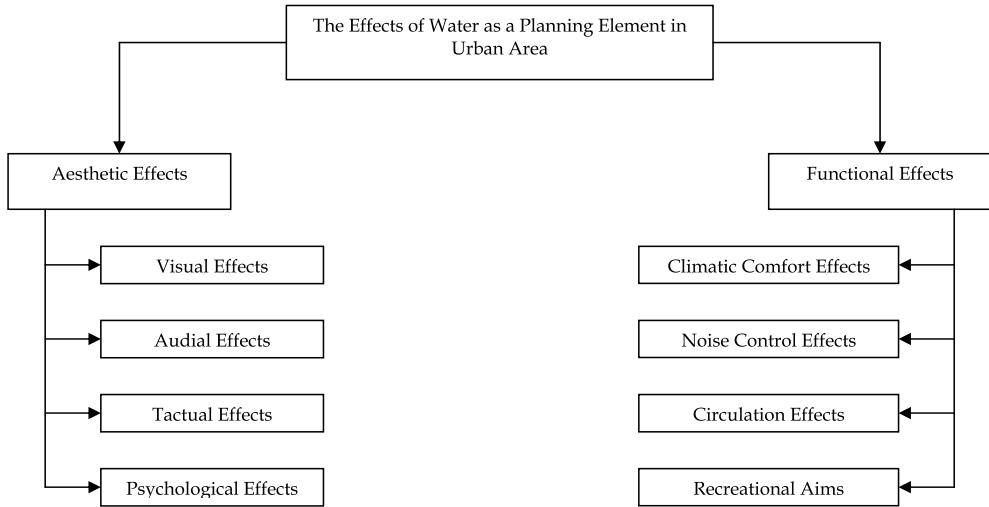 The Effects of Water as a Planning Element in
Urban Area
Aesthetic Effects
Functional Effects
Visual Effects
Climatic Comfort Effects
Audial Effects
Noise Control Effects
Tactual Effects
Circulation Effects
Psychological Effects
Recreational Aims